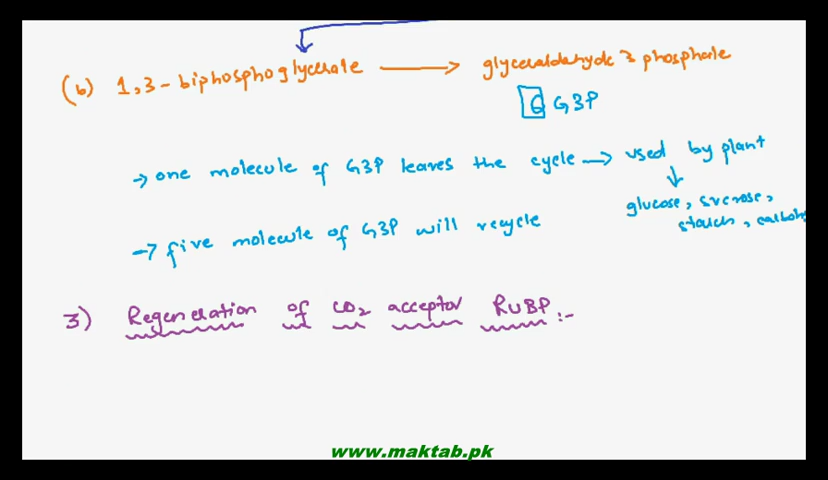 (b) 1,3-biphosphoglycerate → glyceraldehyde 3 phosphate
6 G3P
→ one molecule of G3P leaves the cycle → used by plant
↓
glucose, sucrose,
starch, carbohy
→ five molecule of G3P will recycle
3) Regeneration of CO2 acceptor RUBP :-
www.maktab.pk